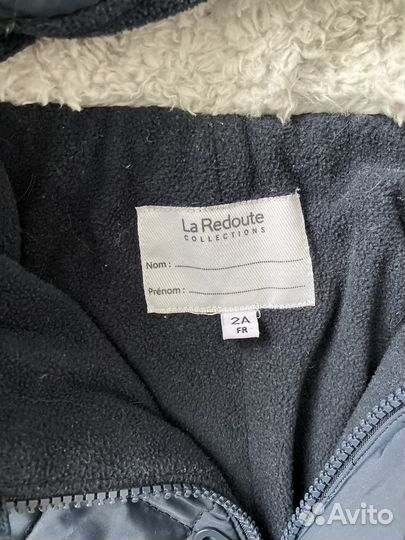 La Redoute
COLLECTIONS
Nom :
Prénom :
2A
FR
Avito